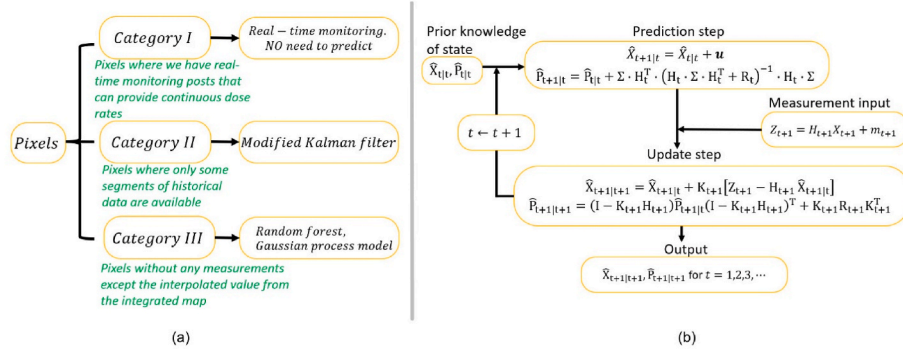 Pixels
Category I
Real – time monitoring.
NO need to predict
Pixels where we have real-
time monitoring posts that
can provide continuous dose
rates
Category II
Modified Kalman filter
Pixels where only some
segments of historical
data are available
Category III
Random forest,
Gaussian process model
Pixels without any measurements
except the interpolated value from
the integrated map
(a)
Prior knowledge
of state
X̂t|t, P̂t|t
Prediction step
X̂t+1|t = X̂t|t + u
P̂t+1|t = P̂t|t + Σ · HtT · (Ht · Σ · HtT + Rt)−1 · Ht · Σ
Measurement input
Zt+1 = Ht+1Xt+1 + mt+1
t ← t + 1
Update step
X̂t+1|t+1 = X̂t+1|t + Kt+1[Zt+1 − Ht+1 X̂t+1|t]
P̂t+1|t+1 = (I − Kt+1Ht+1)P̂t+1|t(I − Kt+1Ht+1)T + Kt+1Rt+1KTt+1
Output
X̂t+1|t+1, P̂t+1|t+1 for t = 1,2,3, ⋯
(b)